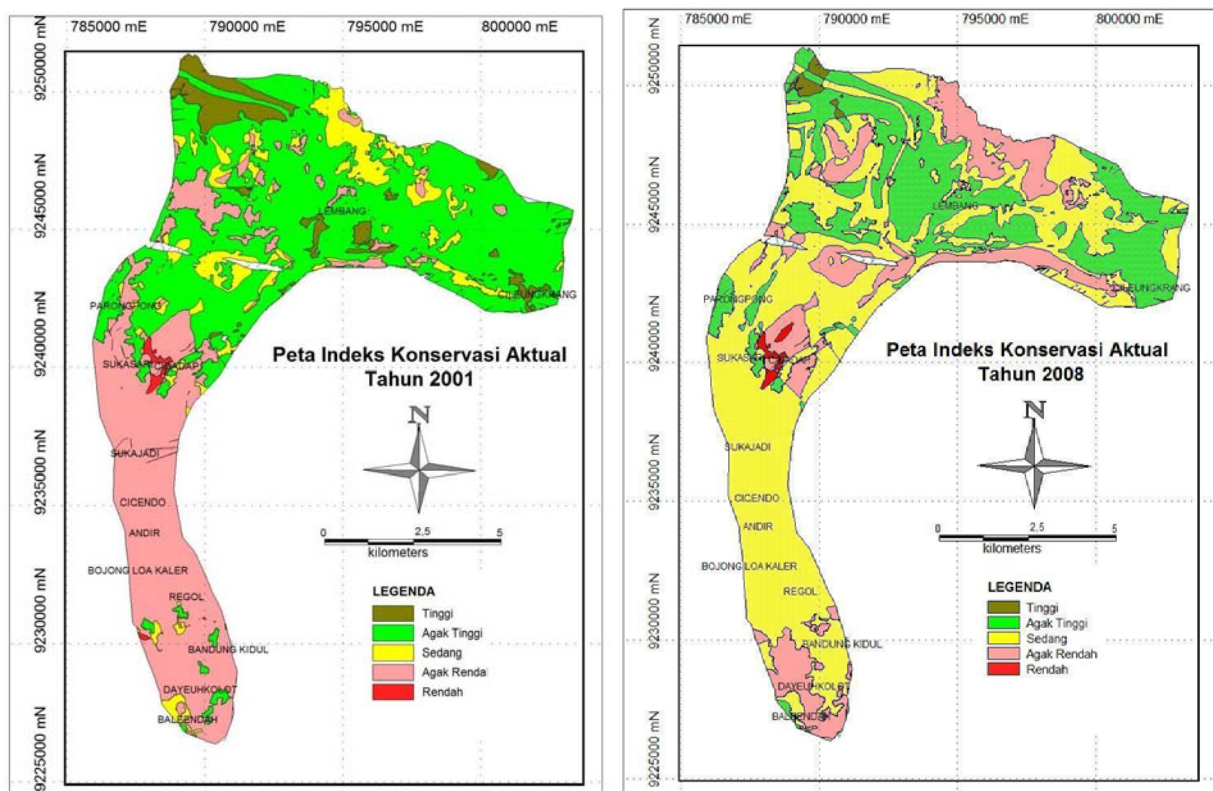 785000 mE 790000 mE 795000 mE 800000 mE
9250000 mN
9245000 mN
9240000 mN
9235000 mN
9230000 mN
9225000 mN
LEMBANG
PARONGPONG
CILEUNGKRANG
SUKASARI
SUKAJADI
CICENDO
ANDIR
BOJONG LOA KALER
REGOL
BANDUNG KIDUL
DAYEUHKOLOT
BALEENDAH
Peta Indeks Konservasi Aktual
Tahun 2001
N
0 2,5 5
kilometers
LEGENDA
Tinggi
Agak Tinggi
Sedang
Agak Renda
Rendah
785000 mE 790000 mE 795000 mE 800000 mE
9250000 mN
9245000 mN
9240000 mN
9235000 mN
9230000 mN
9225000 mN
LEMBANG
PARONGPONG
CILEUNGKRANG
SUKAJADI
CICENDO
ANDIR
BOJONG LOA KALER
REGOL
BANDUNG KIDUL
DAYEUHKOLOT
BALEENDAH
Peta Indeks Konservasi Aktual
Tahun 2008
N
0 2,5 5
kilometers
LEGENDA
Tinggi
Agak Tinggi
Sedang
Agak Rendah
Rendah